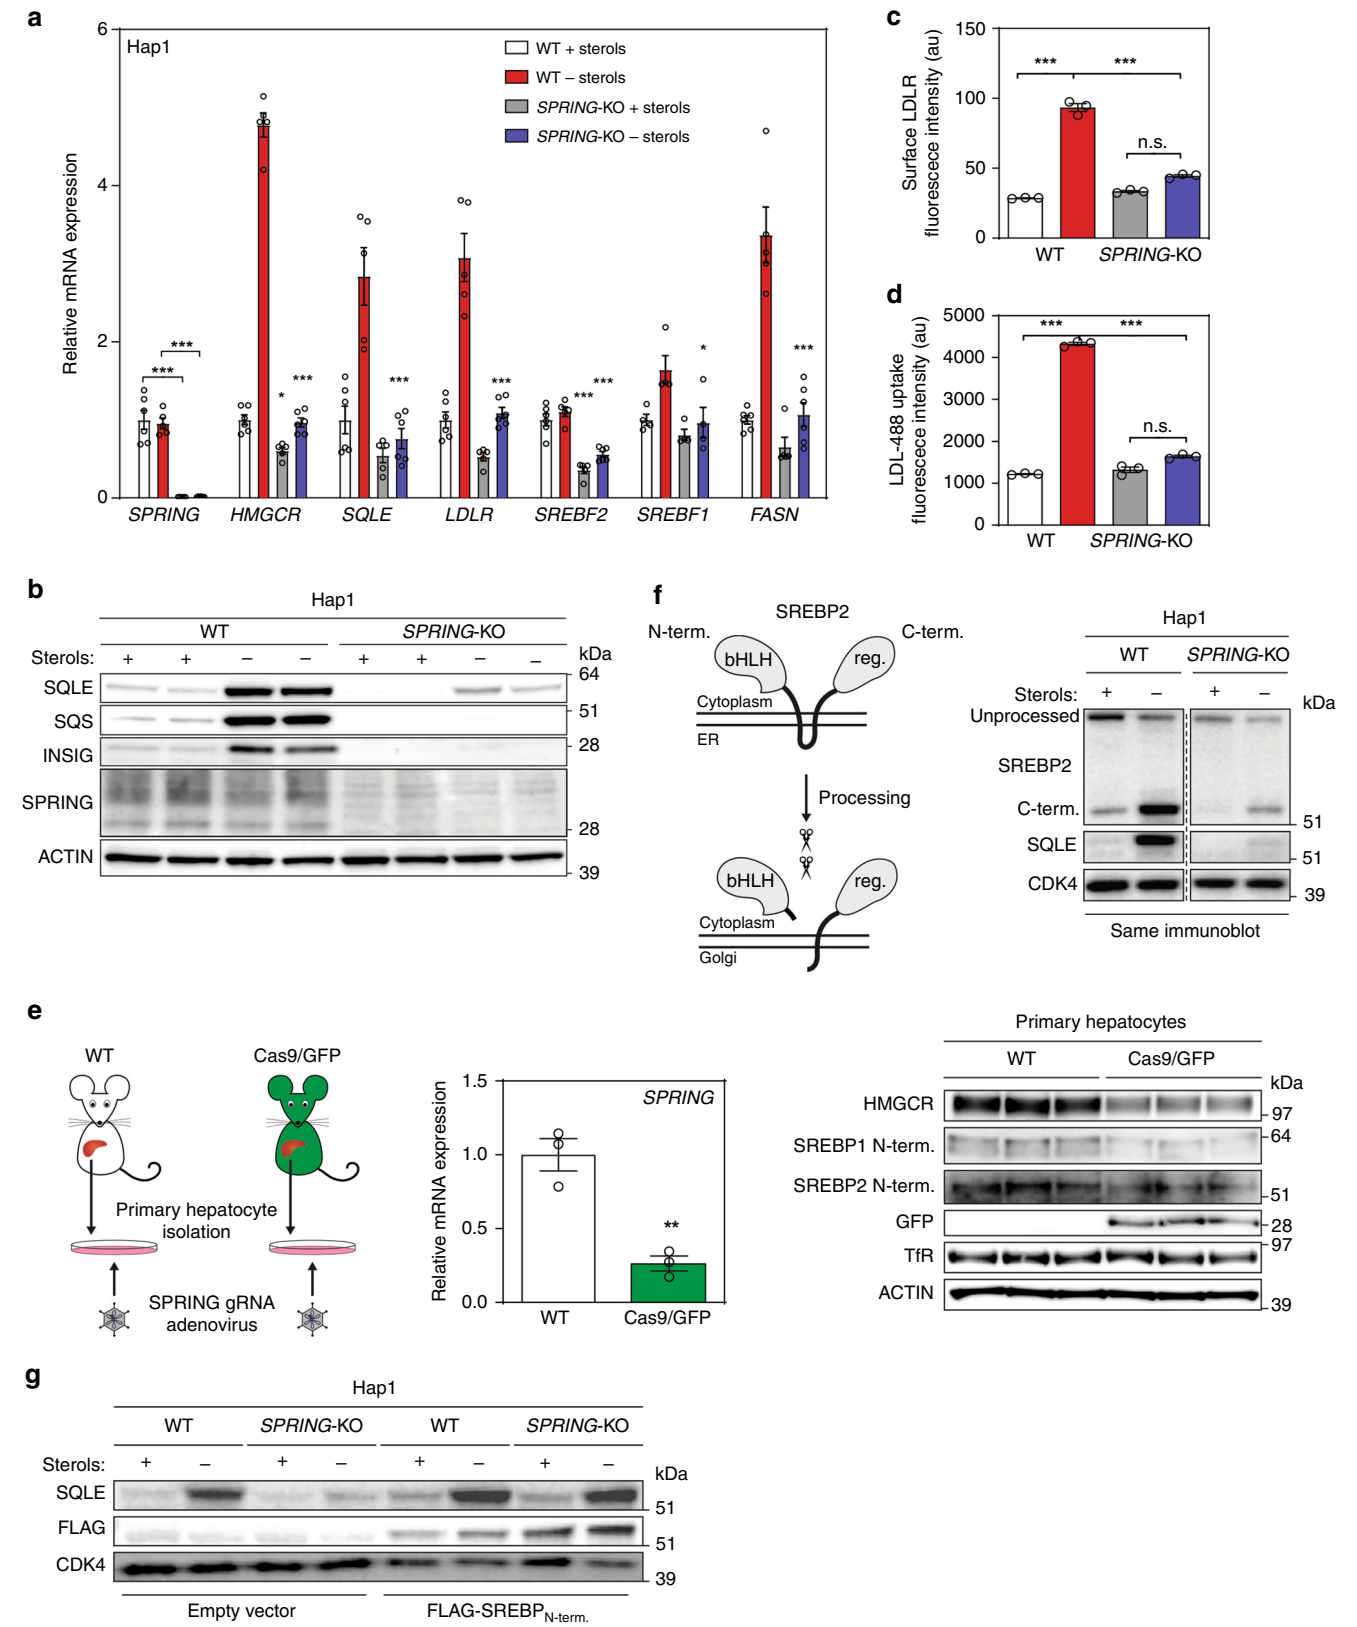 a
6
4
2
0
Relative mRNA expression
Hap1
WT + sterols
WT – sterols
SPRING-KO + sterols
SPRING-KO – sterols
***
***
*
***
***
***
***
***
*
***
SPRING HMGCR SQLE LDLR SREBF2 SREBF1 FASN
c
150
100
50
0
Surface LDLR
fluorescece intensity (au)
*** ***
n.s.
WT SPRING-KO
d
5000
4000
3000
2000
1000
0
LDL-488 uptake
fluorescece intensity (au)
*** ***
n.s.
WT SPRING-KO
b
Hap1
WT SPRING-KO
Sterols: + + – – + + – –
kDa
SQLE 64
SQS 51
INSIG 28
SPRING 28
ACTIN 39
f
SREBP2
N-term. C-term.
bHLH reg.
Cytoplasm
ER
Processing
bHLH reg.
Cytoplasm
Golgi
Hap1
WT SPRING-KO
Sterols: + – + –
kDa
Unprocessed
SREBP2
C-term.
51
SQLE
51
CDK4
39
Same immunoblot
e
WT Cas9/GFP
Primary hepatocyte
isolation
SPRING gRNA
adenovirus
1.5
1.0
0.5
0.0
Relative mRNA expression
SPRING
**
WT Cas9/GFP
Primary hepatocytes
WT Cas9/GFP
kDa
HMGCR 97
SREBP1 N-term. 64
SREBP2 N-term. 51
GFP 28
TfR 97
ACTIN 39
g
Hap1
WT SPRING-KO WT SPRING-KO
Sterols: + – + – + – + –
kDa
SQLE 51
FLAG 51
CDK4 39
Empty vector FLAG-SREBPN-term.